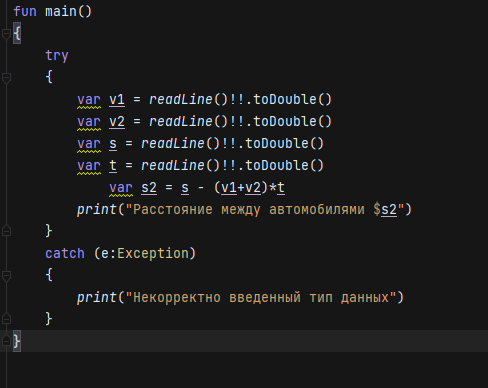 fun main()
{
    try
    {
        var v1 = readLine()!!.toDouble()
        var v2 = readLine()!!.toDouble()
        var s = readLine()!!.toDouble()
        var t = readLine()!!.toDouble()
            var s2 = s - (v1+v2)*t
        print("Расстояние между автомобилями $s2")
    }
    catch (e:Exception)
    {
        print("Некорректно введенный тип данных")
    }
}